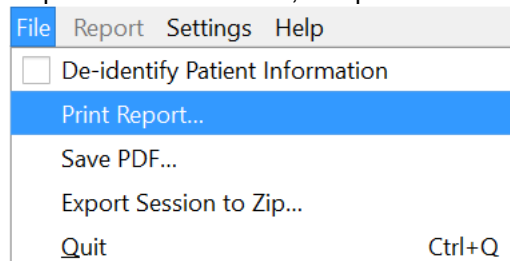 File Report Settings Help
De-identify Patient Information
Print Report...
Save PDF...
Export Session to Zip...
Quit Ctrl+Q